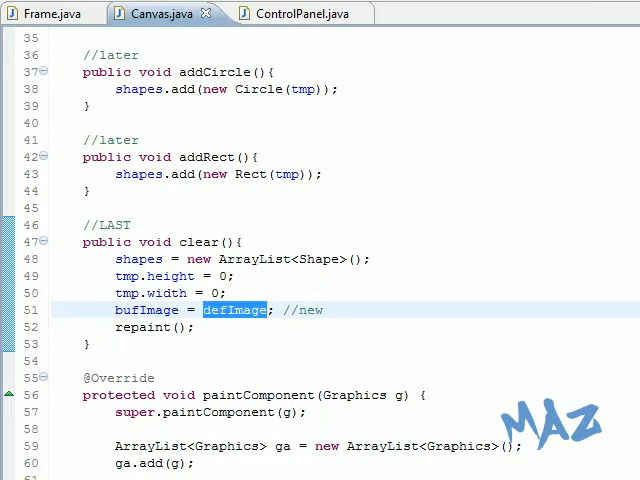 Frame.java Canvas.java ControlPanel.java
35
36 //later
37 public void addCircle(){
38 shapes.add(new Circle(tmp));
39 }
40
41 //later
42 public void addRect(){
43 shapes.add(new Rect(tmp));
44 }
45
46 //LAST
47 public void clear(){
48 shapes = new ArrayList<Shape>();
49 tmp.height = 0;
50 tmp.width = 0;
51 bufImage = defImage; //new
52 repaint();
53 }
54
55 @Override
56 protected void paintComponent(Graphics g) {
57 super.paintComponent(g);
58
59 ArrayList<Graphics> ga = new ArrayList<Graphics>();
60 ga.add(g);
MAZ